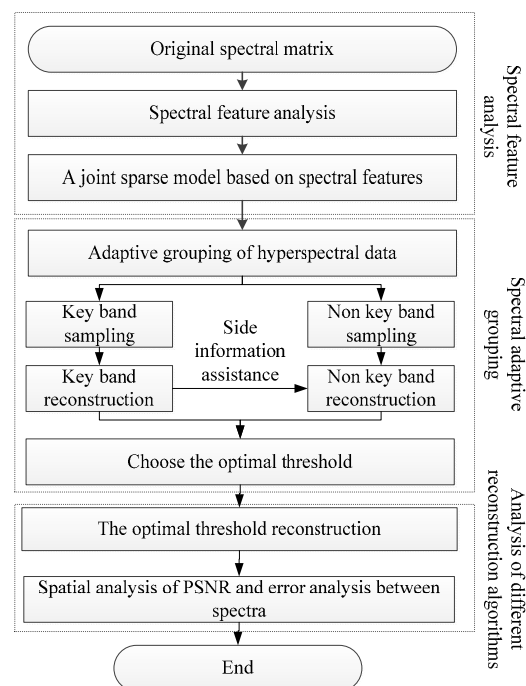 Original spectral matrix
Spectral feature analysis
A joint sparse model based on spectral features
Spectral feature
analysis
Adaptive grouping of hyperspectral data
Key band
sampling
Non key band
sampling
Side
information
assistance
Key band
reconstruction
Non key band
reconstruction
Choose the optimal threshold
Spectral adaptive
grouping
The optimal threshold reconstruction
Spatial analysis of PSNR and error analysis between
spectra
Analysis of different
reconstruction algorithms
End